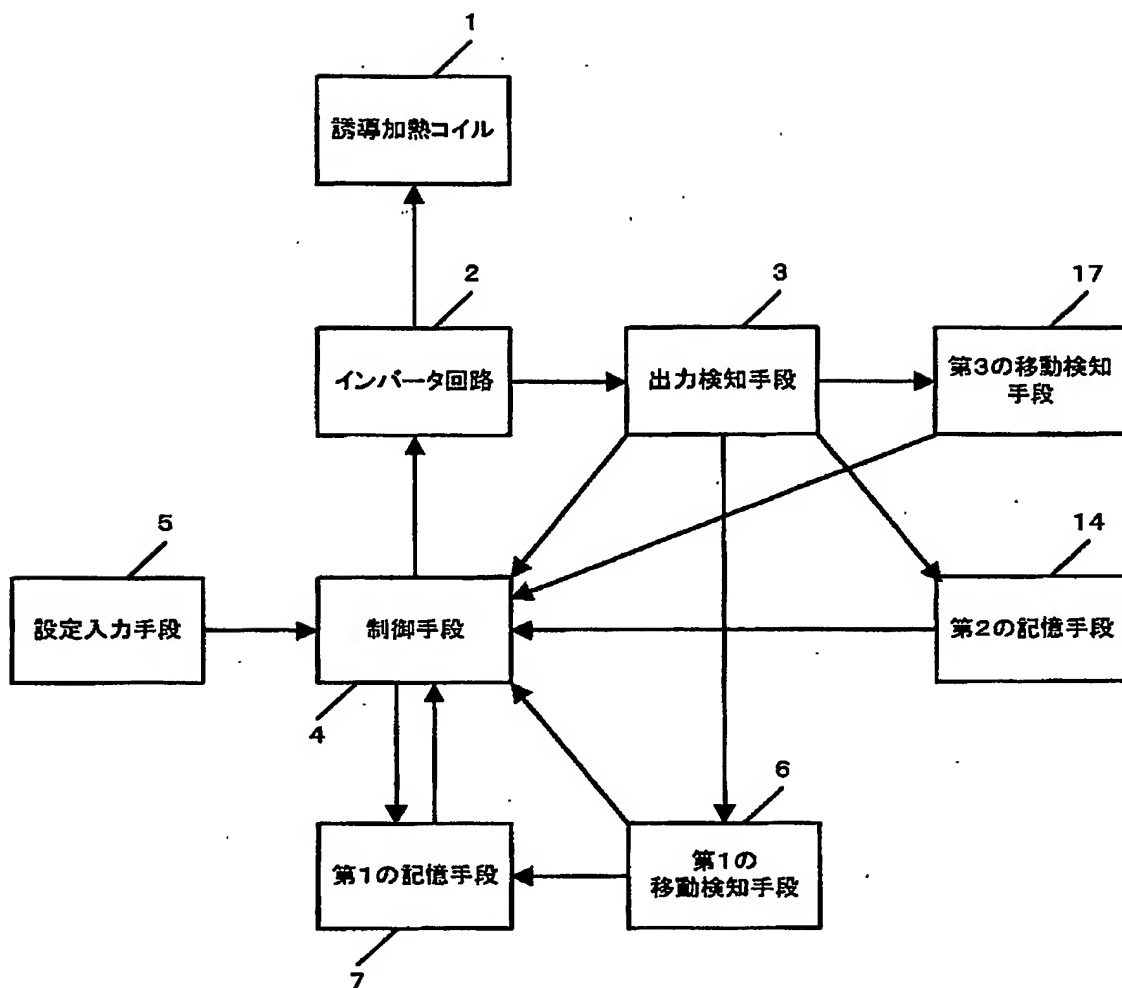 1
誘導加熱コイル
2
インバータ回路
3
出力検知手段
17
第3の移動検知
手段
5
設定入力手段
制御手段
4
14
第2の記憶手段
6
第1の
移動検知手段
第1の記憶手段
7